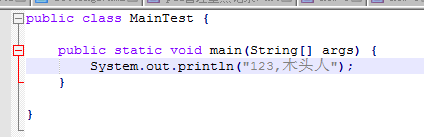 public class MainTest {
public static void main(String[] args) {
System.out.println("123,木头人");
}
}